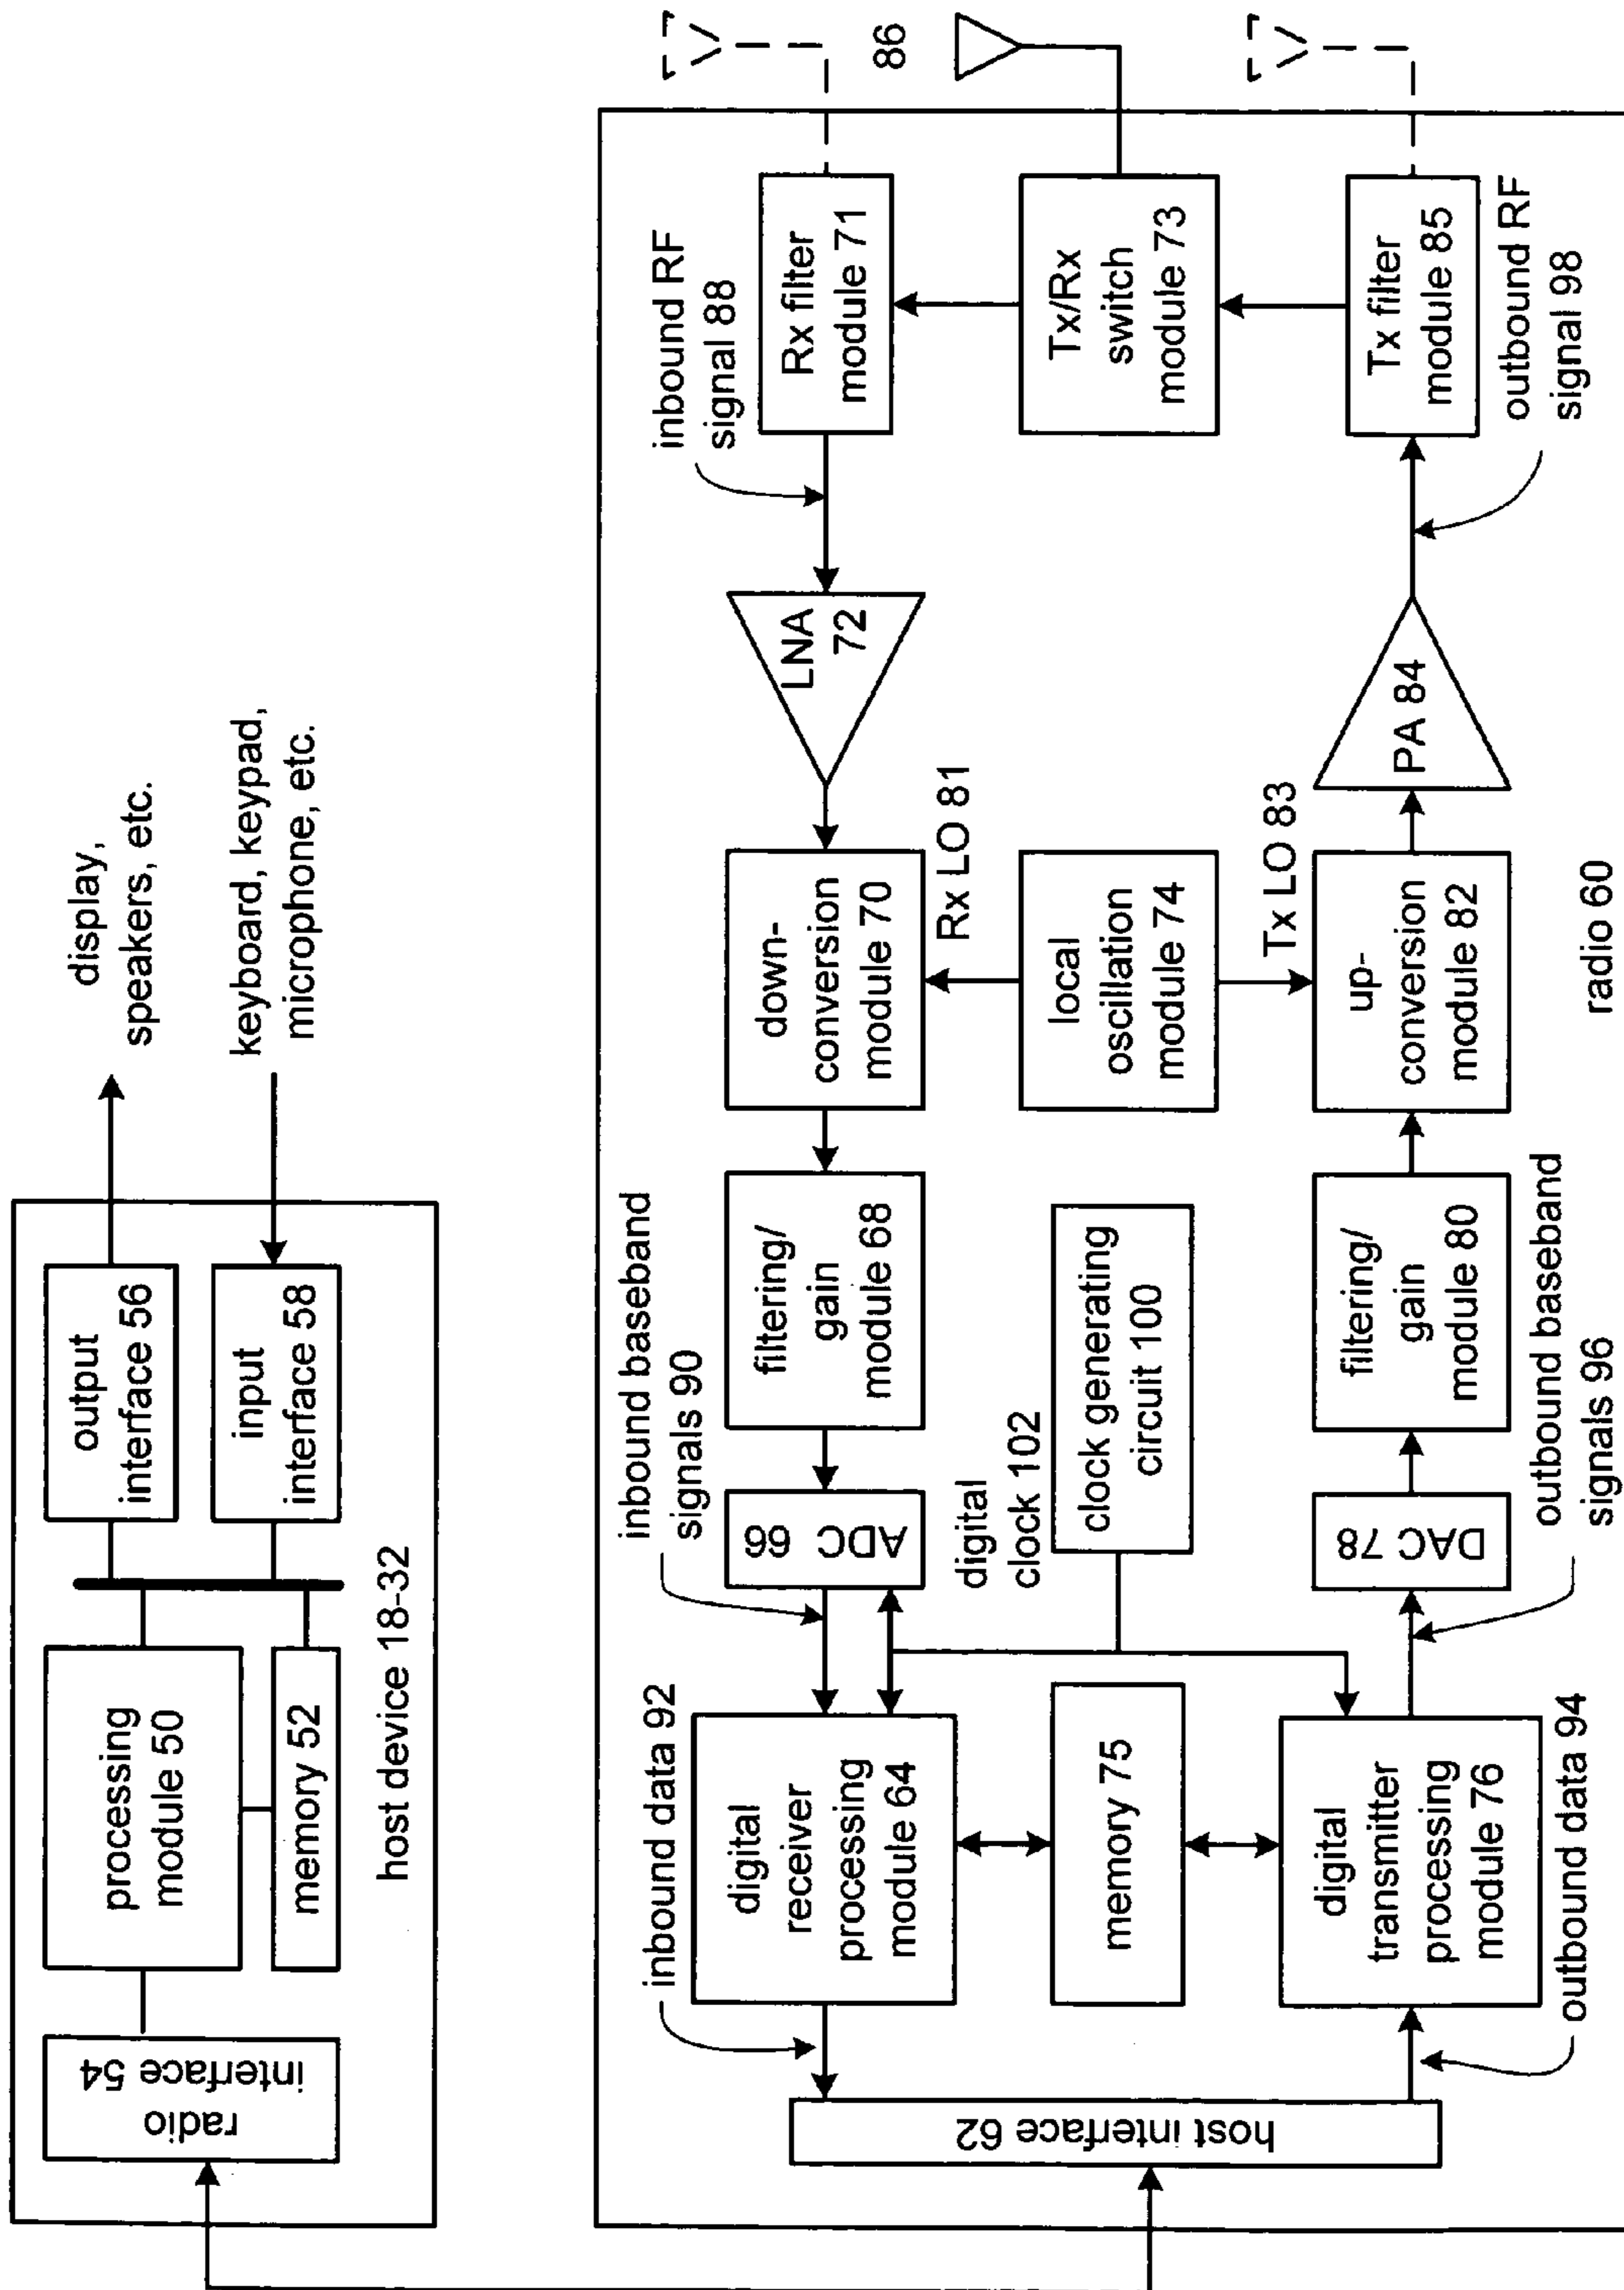 display,
speakers, etc.
keyboard, keypad,
microphone, etc.
output
interface 56
input
interface 58
processing
module 50
memory 52
radio
interface 54
host device 18-32
86
inbound RF
signal 88
Rx filter
module 71
Tx/Rx
switch
module 73
Tx filter
module 85
outbound RF
signal 98
LNA
72
PA 84
down-
conversion
module 70
Rx LO 81
local
oscillation
module 74
Tx LO 83
up-
conversion
module 82
radio 60
inbound baseband
signals 90
filtering/
gain
module 68
ADC 66
digital
clock 102
clock generating
circuit 100
filtering/
gain
module 80
DAC 78
outbound baseband
signals 96
inbound data 92
digital
receiver
processing
module 64
memory 75
digital
transmitter
processing
module 76
outbound data 94
host interface 62